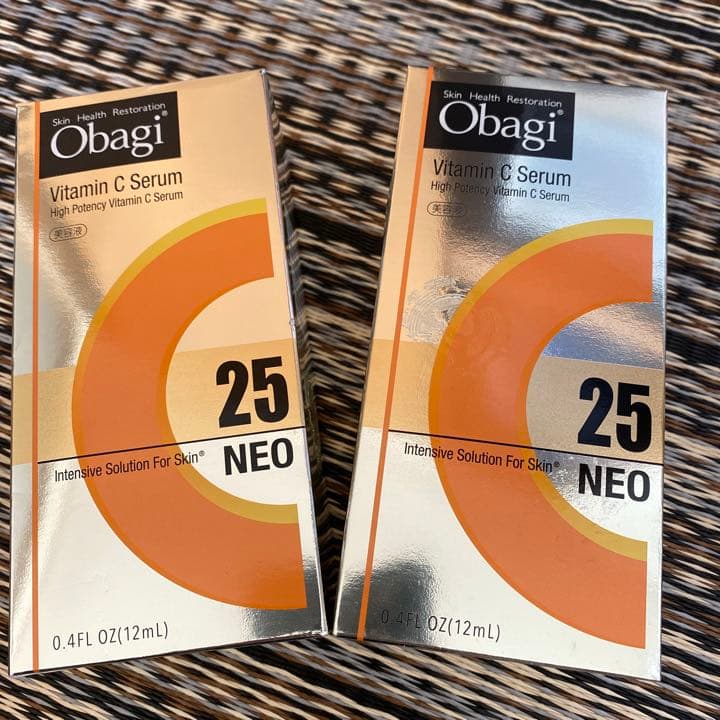 Skin Health Restoration
Obagi®
Vitamin C Serum
High Potency Vitamin C Serum
美容液
25
Intensive Solution For Skin®
NEO
0.4FL OZ(12mL)
Skin Health Restoration
Obagi®
Vitamin C Serum
High Potency Vitamin C Serum
美容液
25
Intensive Solution For Skin®
NEO
0.4FL OZ(12mL)